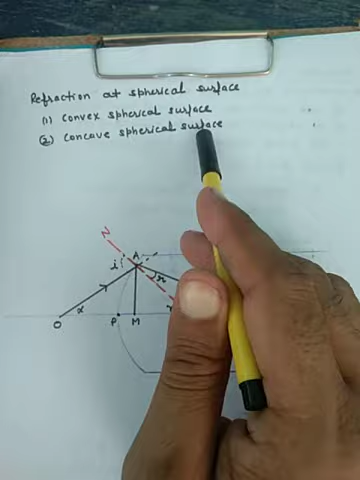 Refraction at spherical surface
(1) Convex spherical surface
(2) Concave spherical surface
N
A
i
r
O
α
P
M